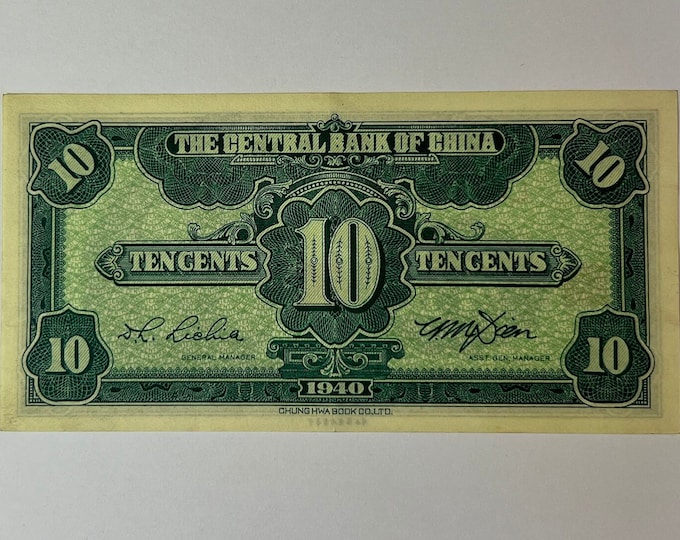 THE CENTRAL BANK OF CHINA
10 10
TEN CENTS 10 TEN CENTS
GENERAL MANAGER ASST. GEN. MANAGER
10 10
1940
CHUNG HWA BOOK CO., LTD.